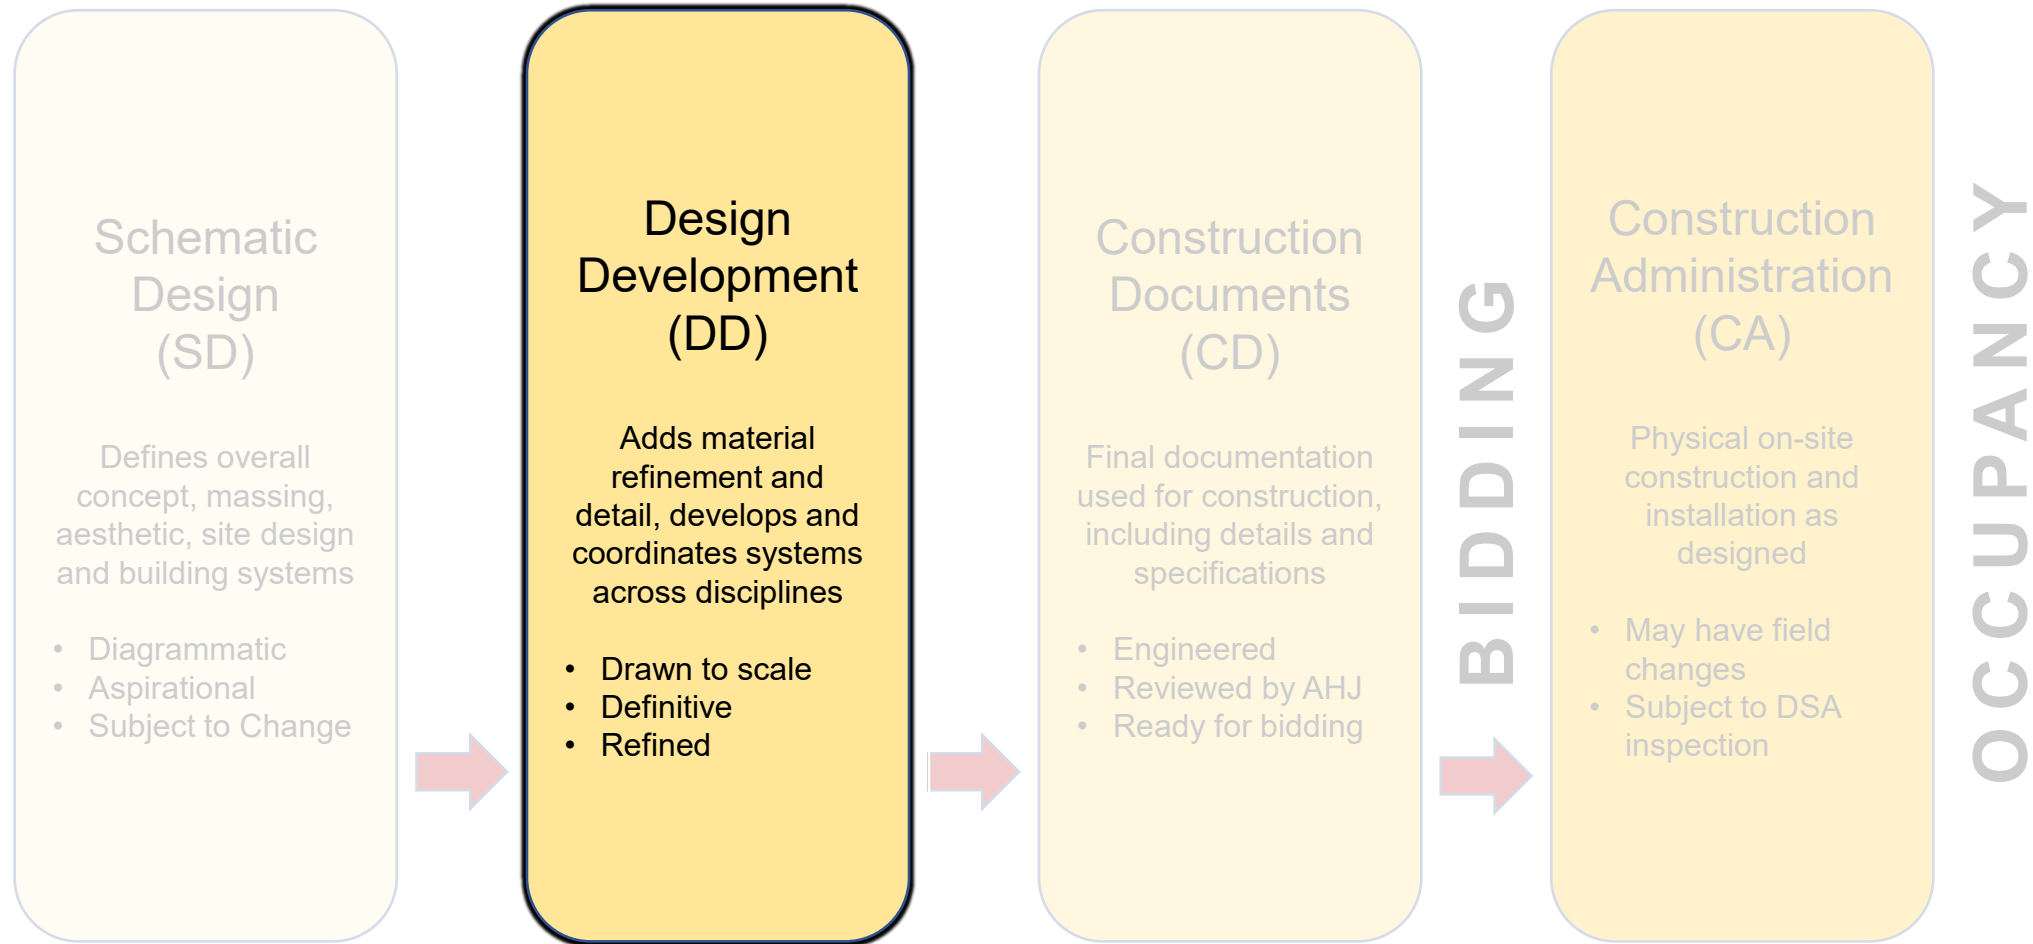 Schematic
Design
(SD)
Defines overall
concept, massing,
aesthetic, site design
and building systems
• Diagrammatic
• Aspirational
• Subject to Change
Design
Development
(DD)
Adds material
refinement and
detail, develops and
coordinates systems
across disciplines
• Drawn to scale
• Definitive
• Refined
Construction
Documents
(CD)
Final documentation
used for construction,
including details and
specifications
• Engineered
• Reviewed by AHJ
• Ready for bidding
BIDDING
Construction
Administration
(CA)
Physical on-site
construction and
installation as
designed
• May have field
changes
• Subject to DSA
inspection
OCCUPANCY